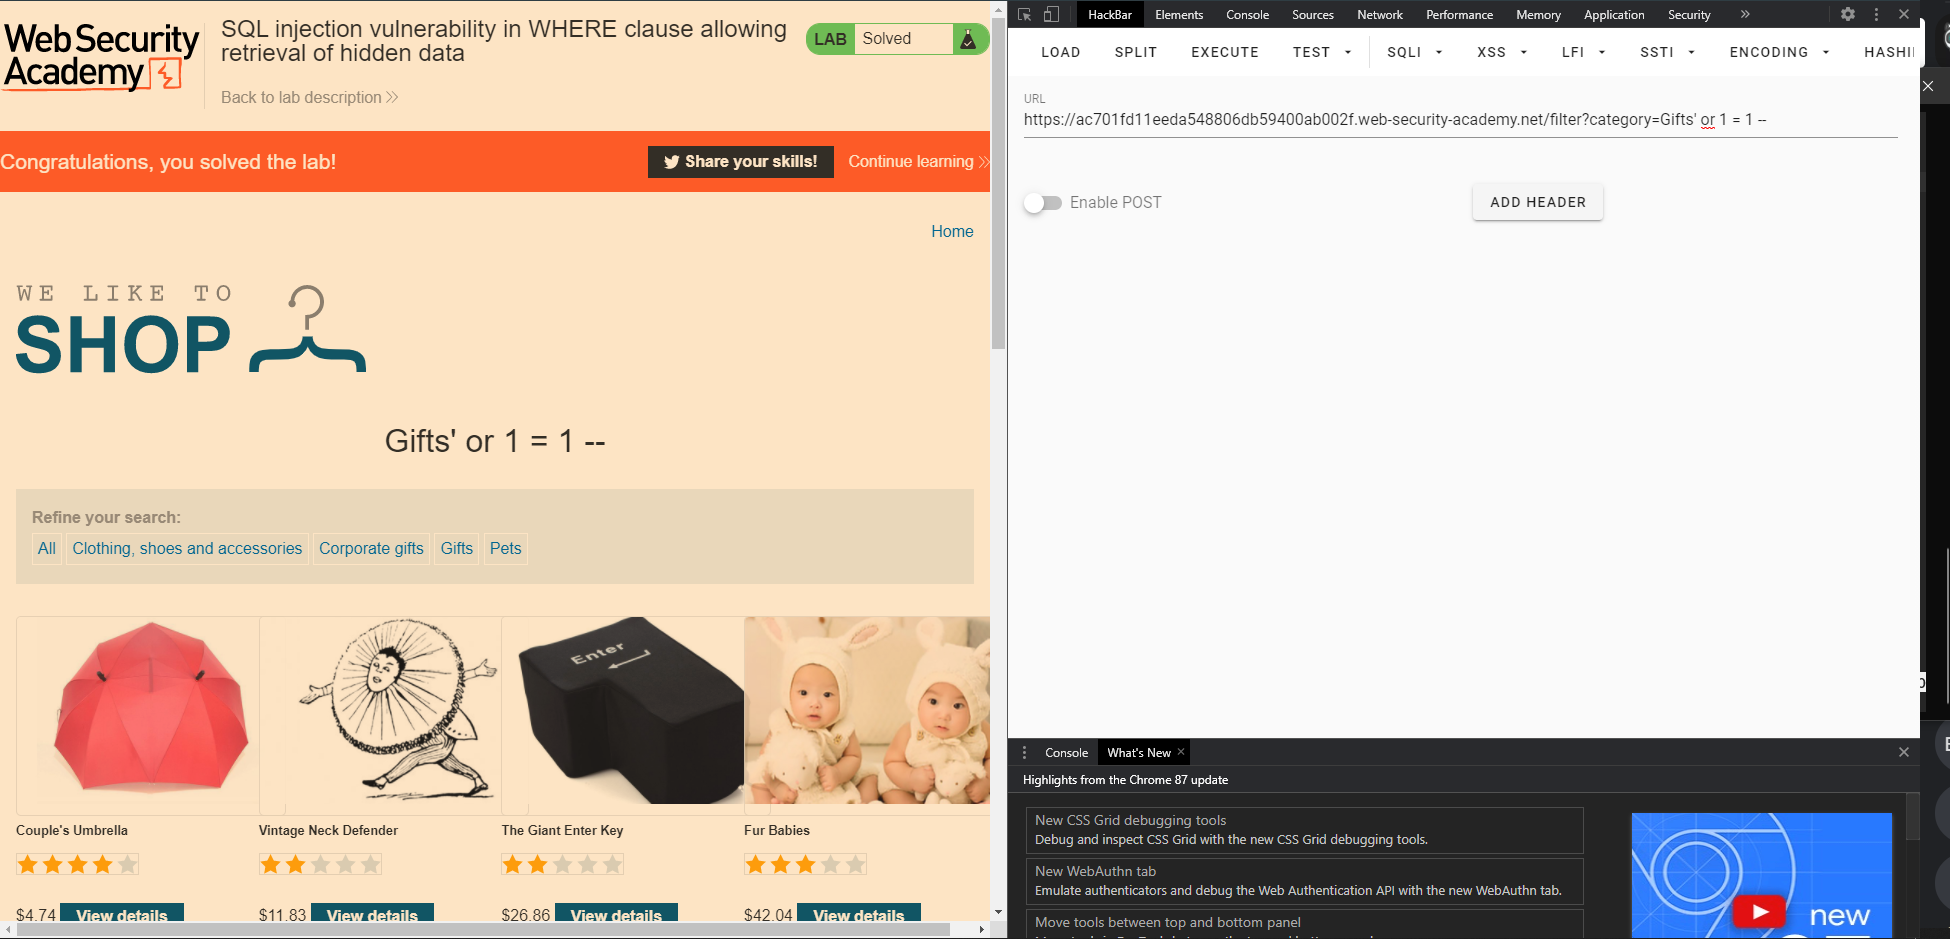 Web Security
Academy
SQL injection vulnerability in WHERE clause allowing
retrieval of hidden data
Back to lab description
LAB Solved
Congratulations, you solved the lab!
Share your skills!
Continue learning
Home
WE LIKE TO
SHOP
Gifts' or 1 = 1 --
Refine your search:
All Clothing, shoes and accessories Corporate gifts Gifts Pets
Enter
Couple's Umbrella
Vintage Neck Defender
The Giant Enter Key
Fur Babies
$4.74 View details
$11.83 View details
$26.86 View details
$42.04 View details
HackBar Elements Console Sources Network Performance Memory Application Security
LOAD SPLIT EXECUTE TEST SQLI XSS LFI SSTI ENCODING HASHI
URL
https://ac701fd11eeda548806db59400ab002f.web-security-academy.net/filter?category=Gifts' or 1 = 1 --
Enable POST
ADD HEADER
Console What's New
Highlights from the Chrome 87 update
New CSS Grid debugging tools
Debug and inspect CSS Grid with the new CSS Grid debugging tools.
New WebAuthn tab
Emulate authenticators and debug the Web Authentication API with the new WebAuthn tab.
Move tools between top and bottom panel
new